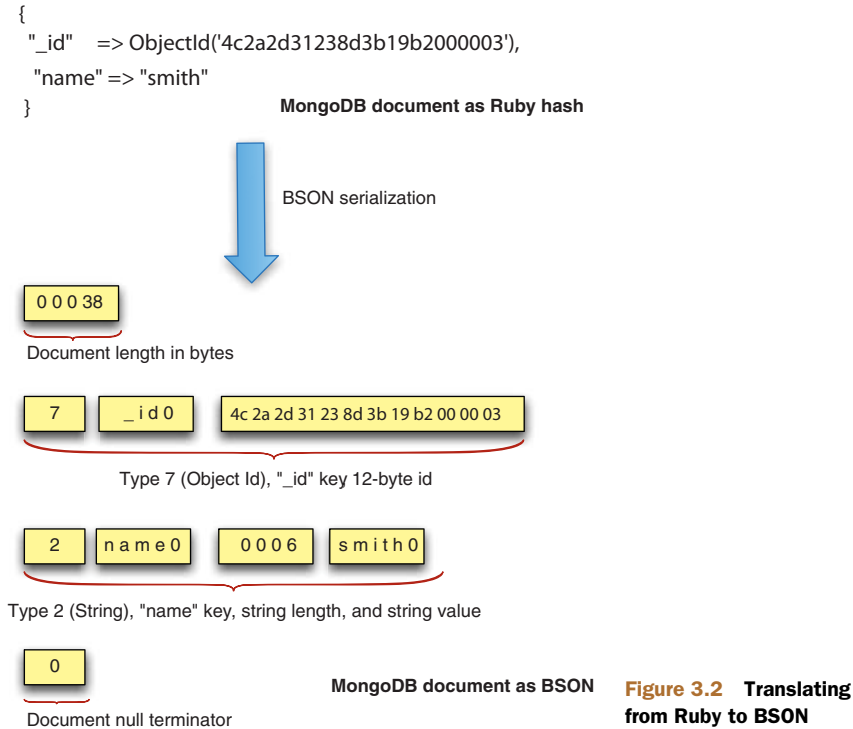 {
"_id" => ObjectId('4c2a2d31238d3b19b2000003'),
"name" => "smith"
}
MongoDB document as Ruby hash
BSON serialization
0 0 0 38
Document length in bytes
7 _ i d 0 4c 2a 2d 31 23 8d 3b 19 b2 00 00 03
Type 7 (Object Id), "_id" key 12-byte id
2 n a m e 0 0 0 0 6 s m i t h 0
Type 2 (String), "name" key, string length, and string value
0
Document null terminator
MongoDB document as BSON
Figure 3.2 Translating
from Ruby to BSON